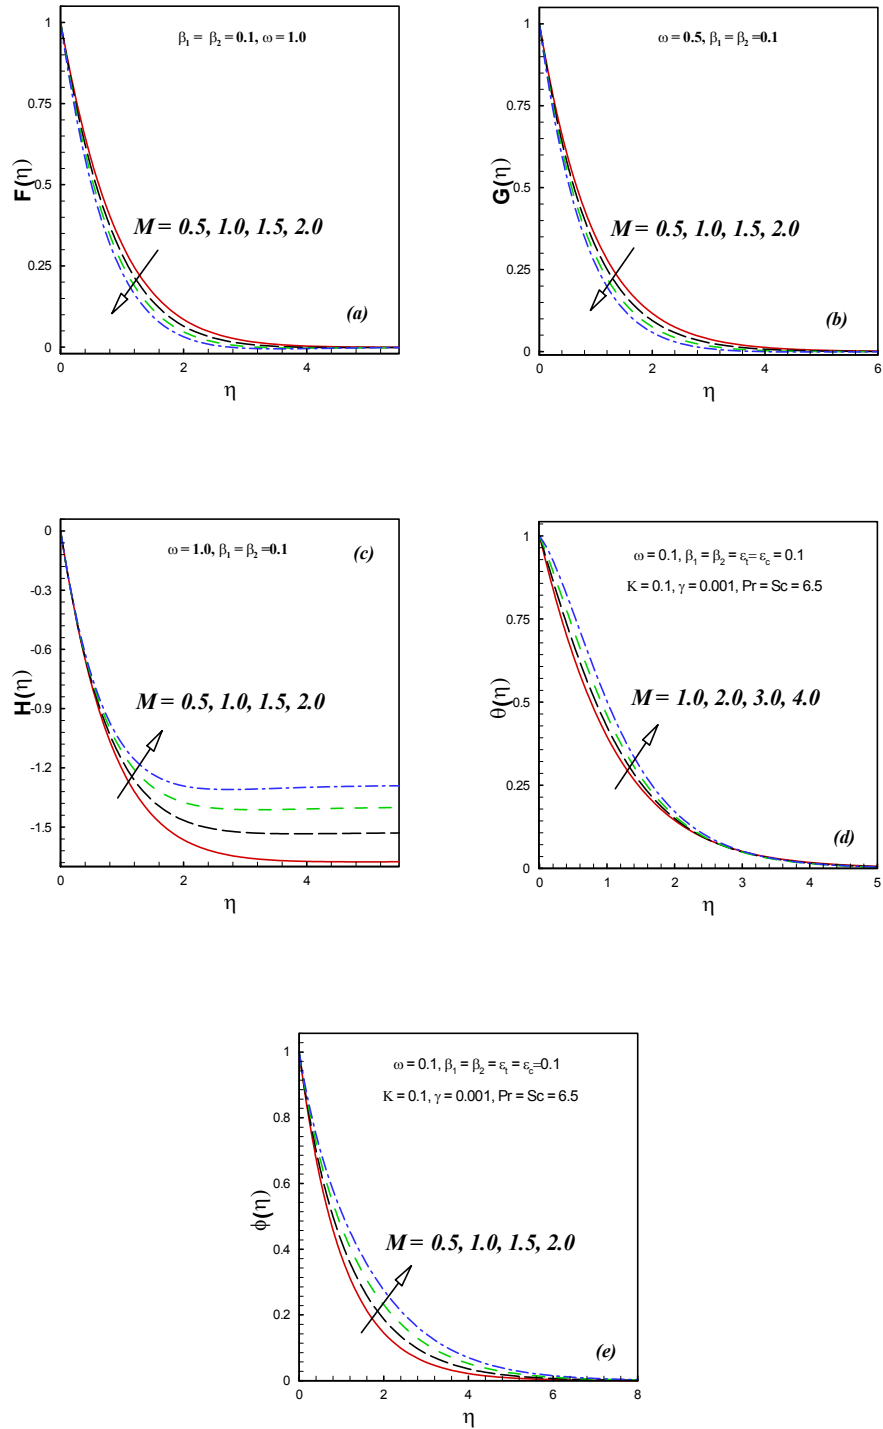 β₁ = β₂ = 0.1, ω = 1.0
1
0.75
0.5
0.25
0
F(η)
M = 0.5, 1.0, 1.5, 2.0
(a)
0 2 4
η
ω = 0.5, β₁ = β₂ =0.1
1
0.75
0.5
0.25
0
G(η)
M = 0.5, 1.0, 1.5, 2.0
(b)
0 2 4 6
η
ω = 1.0, β₁ = β₂ =0.1
(c)
0
-0.3
-0.6
-0.9
-1.2
-1.5
H(η)
M = 0.5, 1.0, 1.5, 2.0
0 2 4
η
ω = 0.1, β₁ = β₂ = εₜ= ε꜀ = 0.1
K = 0.1, γ = 0.001, Pr = Sc = 6.5
1
0.75
0.5
0.25
0
θ(η)
M = 1.0, 2.0, 3.0, 4.0
(d)
0 1 2 3 4 5
η
ω = 0.1, β₁ = β₂ = εₜ = ε꜀=0.1
K = 0.1, γ = 0.001, Pr = Sc = 6.5
1
0.8
0.6
0.4
0.2
0
ϕ(η)
M = 0.5, 1.0, 1.5, 2.0
(e)
0 2 4 6 8
η